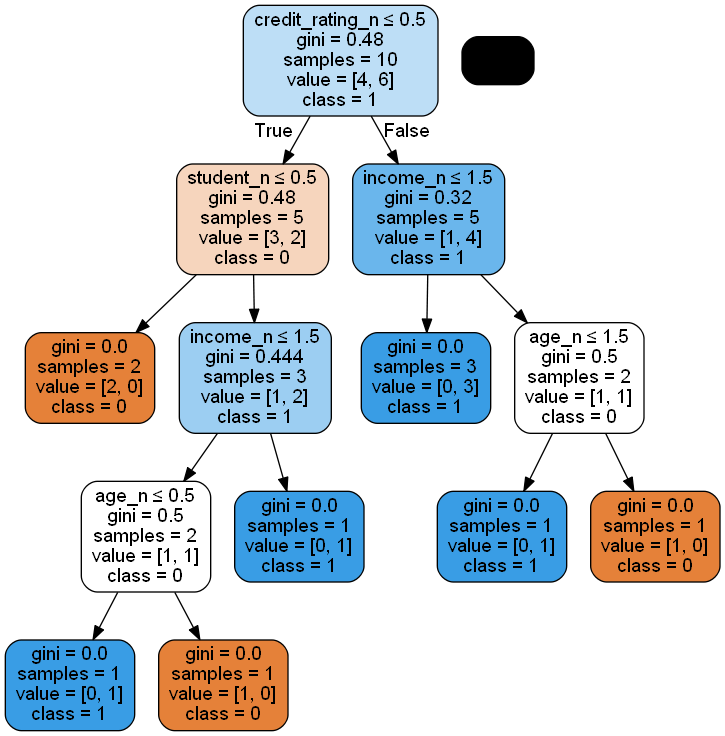 credit_rating_n ≤ 0.5
gini = 0.48
samples = 10
value = [4, 6]
class = 1
True
False
student_n ≤ 0.5
gini = 0.48
samples = 5
value = [3, 2]
class = 0
income_n ≤ 1.5
gini = 0.32
samples = 5
value = [1, 4]
class = 1
gini = 0.0
samples = 2
value = [2, 0]
class = 0
income_n ≤ 1.5
gini = 0.444
samples = 3
value = [1, 2]
class = 1
gini = 0.0
samples = 3
value = [0, 3]
class = 1
age_n ≤ 1.5
gini = 0.5
samples = 2
value = [1, 1]
class = 0
age_n ≤ 0.5
gini = 0.5
samples = 2
value = [1, 1]
class = 0
gini = 0.0
samples = 1
value = [0, 1]
class = 1
gini = 0.0
samples = 1
value = [0, 1]
class = 1
gini = 0.0
samples = 1
value = [1, 0]
class = 0
gini = 0.0
samples = 1
value = [0, 1]
class = 1
gini = 0.0
samples = 1
value = [1, 0]
class = 0